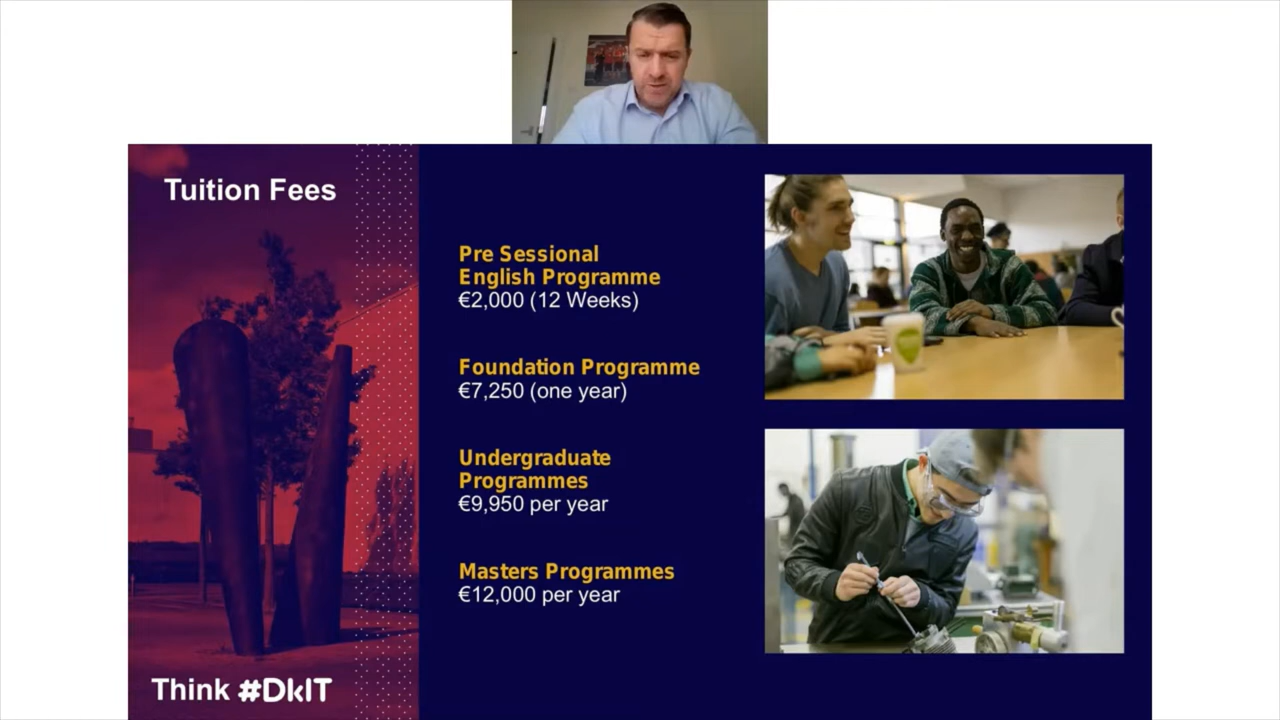 Tuition Fees
Pre Sessional
English Programme
€2,000 (12 Weeks)
Foundation Programme
€7,250 (one year)
Undergraduate
Programmes
€9,950 per year
Masters Programmes
€12,000 per year
Think #DkIT